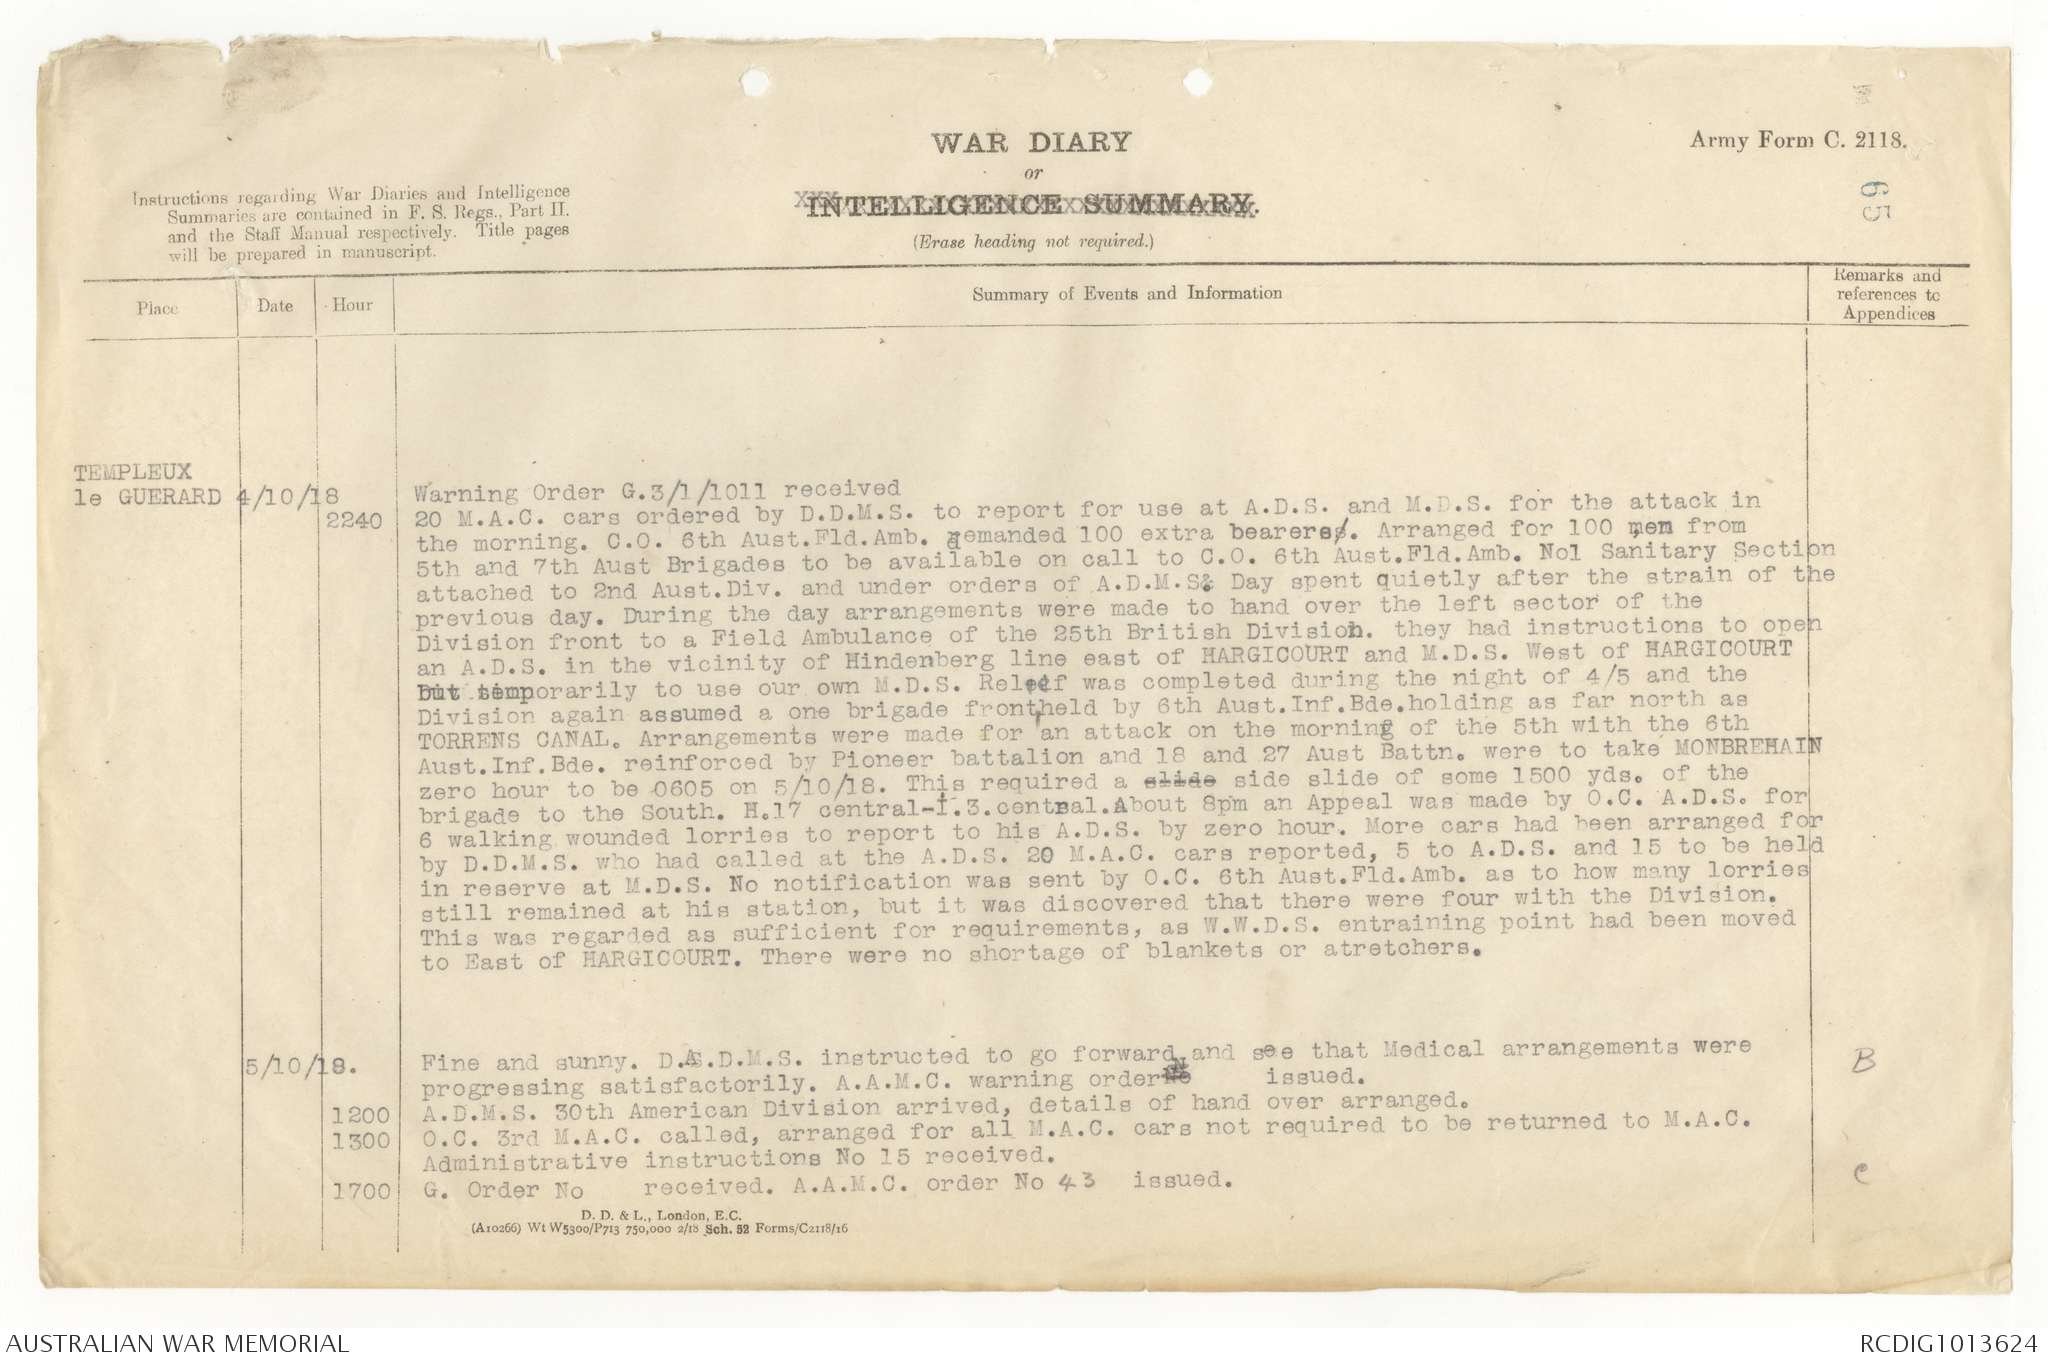 WAR DIARY
or
INTELLIGENCE SUMMARY.
(Erase heading not required.)
Army Form C. 2118.
65
Instructions regarding War Diaries and Intelligence
Summaries are contained in F. S. Regs., Part II.
and the Staff Manual respectively. Title pages
will be prepared in manuscript.
Place
Date
Hour
Summary of Events and Information
Remarks and
references to
Appendices
TEMPLEUX
le GUERARD 4/10/18 Warning Order G.3/1/1011 received
2240 20 M.A.C. cars ordered by D.D.M.S. to report for use at A.D.S. and M.D.S. for the attack in
the morning. C.O. 6th Aust.Fld.Amb. demanded 100 extra bearers. Arranged for 100 men from
5th and 7th Aust Brigades to be available on call to C.O. 6th Aust.Fld.Amb. No1 Sanitary Section
attached to 2nd Aust.Div. and under orders of A.D.M.S. Day spent quietly after the strain of the
previous day. During the day arrangements were made to hand over the left sector of the
Division front to a Field Ambulance of the 25th British Division. they had instructions to open
an A.D.S. in the vicinity of Hindenberg line east of HARGICOURT and M.D.S. West of HARGICOURT
but temporarily to use our own M.D.S. Releif was completed during the night of 4/5 and the
Division again assumed a one brigade front held by 6th Aust.Inf.Bde.holding as far north as
TORRENS CANAL. Arrangements were made for an attack on the morning of the 5th with the 6th
Aust.Inf.Bde. reinforced by Pioneer battalion and 18 and 27 Aust Battn. were to take MONBREHAIN
zero hour to be 0605 on 5/10/18. This required a slide side slide of some 1500 yds. of the
brigade to the South. H.17 central-I.3.central.About 8pm an Appeal was made by O.C. A.D.S. for
6 walking wounded lorries to report to his A.D.S. by zero hour. More cars had been arranged for
by D.D.M.S. who had called at the A.D.S. 20 M.A.C. cars reported, 5 to A.D.S. and 15 to be held
in reserve at M.D.S. No notification was sent by O.C. 6th Aust.Fld.Amb. as to how many lorries
still remained at his station, but it was discovered that there were four with the Division.
This was regarded as sufficient for requirements, as W.W.D.S. entraining point had been moved
to East of HARGICOURT. There were no shortage of blankets or atretchers.
5/10/18. Fine and sunny. D.A.D.M.S. instructed to go forward and see that Medical arrangements were B
progressing satisfactorily. A.A.M.C. warning order No issued.
1200 A.D.M.S. 30th American Division arrived, details of hand over arranged.
1300 O.C. 3rd M.A.C. called, arranged for all M.A.C. cars not required to be returned to M.A.C.
Administrative instructions No 15 received. C
1700 G. Order No received. A.A.M.C. order No 43 issued.
D. D. & L., London, E.C.
(A10266) Wt W5300/P713 750,000 2/18 Sch. 52 Forms/C2118/16
AUSTRALIAN WAR MEMORIAL
RCDIG1013624